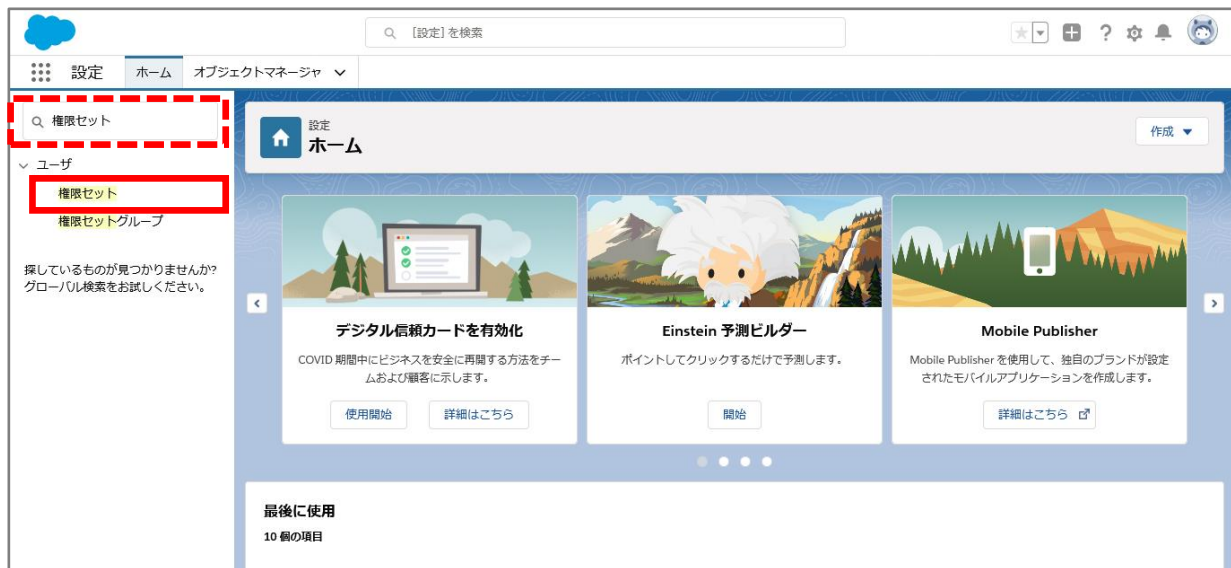 [設定] を検索
設定
ホーム
オブジェクトマネージャ
権限セット
ユーザ
権限セット
権限セットグループ
探しているものが見つかりませんか?
グローバル検索をお試しください。
設定
ホーム
作成
デジタル信頼カードを有効化
COVID 期間中にビジネスを安全に再開する方法をチー
ムおよび顧客に示します。
使用開始
詳細はこちら
Einstein 予測ビルダー
ポイントしてクリックするだけで予測します。
開始
Mobile Publisher
Mobile Publisher を使用して、独自のブランドが設定
されたモバイルアプリケーションを作成します。
詳細はこちら
最後に使用
10 個の項目